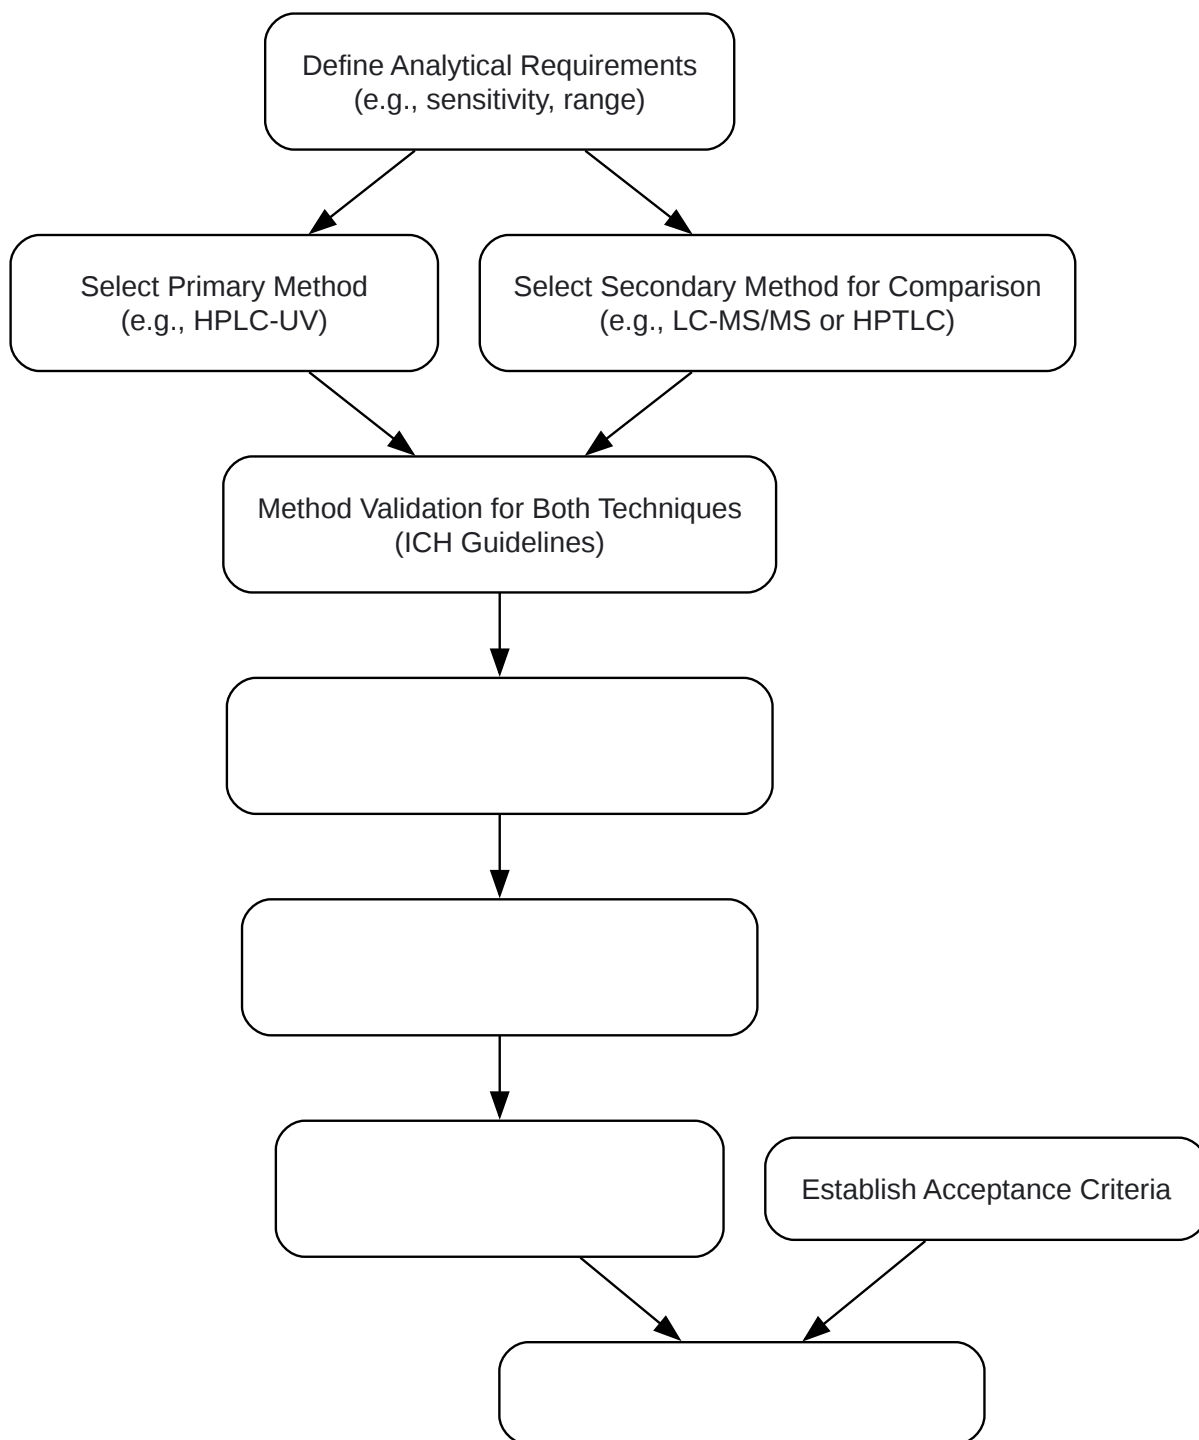 Define Analytical Requirements
(e.g., sensitivity, range)
Select Primary Method
(e.g., HPLC-UV)
Select Secondary Method for Comparison
(e.g., LC-MS/MS or HPTLC)
Method Validation for Both Techniques
(ICH Guidelines)
Establish Acceptance Criteria